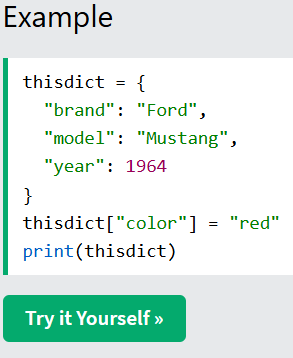 Example
thisdict = {
  "brand": "Ford",
  "model": "Mustang",
  "year": 1964
}
thisdict["color"] = "red"
print(thisdict)
Try it Yourself »